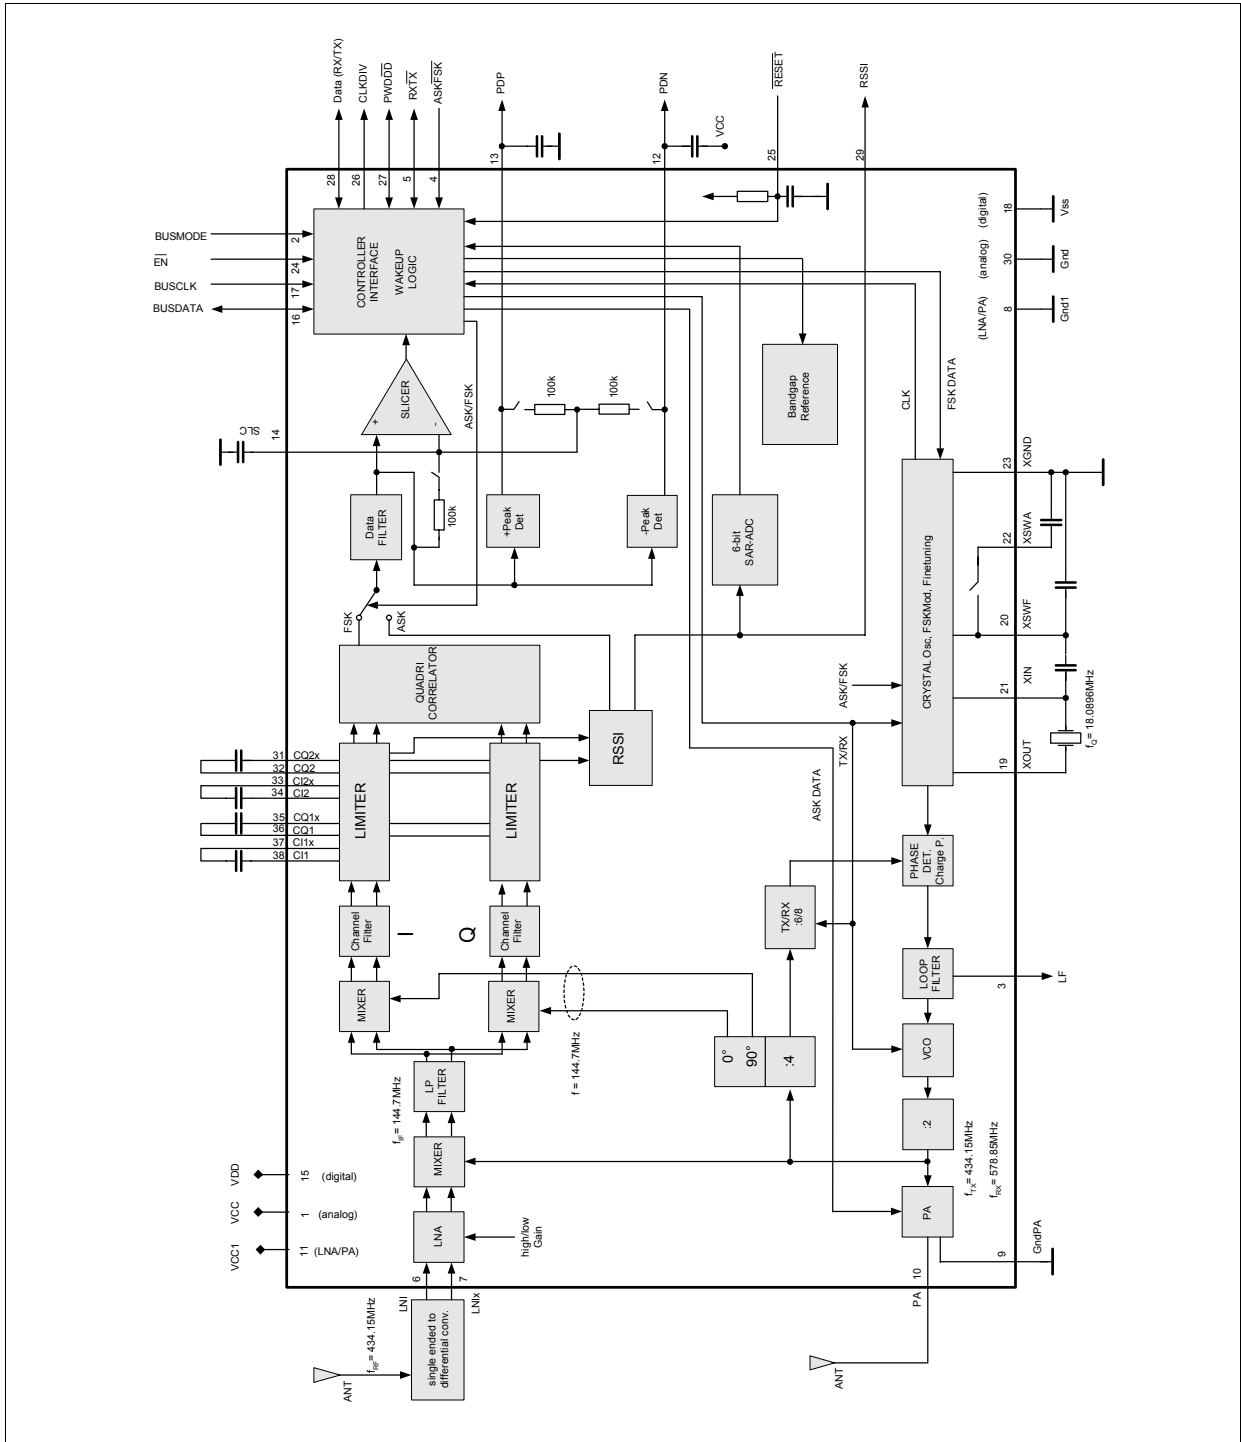 Data (RX/TX)
CLKDIV
PWDDD
RXTX
ASKFSK
PDP
PDN
VCC
RESET
RSSI
28
26
27
5
4
13
12
25
29
BUSMODE
2
EN
24
BUSCLK
17
BUSDATA
16
CONTROLLER
INTERFACE
WAKEUP
LOGIC
(digital)
18
Vss
(analog)
30
Gnd
(LNA/PA)
8
Gnd1
SLICER
+
-
ASK/FSK
SLC
14
100k
100k
Bandgap
Reference
CLK
FSK DATA
Data
FILTER
100k
+Peak
Det
-Peak
Det
6-bit
SAR-ADC
FSK
ASK
QUADRI
CORRELATOR
RSSI
CRYSTAL Osc, FSKMod, Finetuning
23
XGND
22
XSWA
20
XSWF
21
XIN
19
XOUT
fQ = 18.0896MHz
ASK/FSK
TX/RX
ASK DATA
31 CQ2x
32 CQ2
33 CI2x
34 CI2
35 CQ1x
36 CQ1
37 CI1x
38 CI1
LIMITER
LIMITER
Channel
Filter
I
Q
Channel
Filter
MIXER
MIXER
f = 144.7MHz
TX/RX
:6/8
PHASE
DET.
Charge P.
LOOP
FILTER
3
LF
VCO
0°
90°
:4
:2
LP
FILTER
fIF = 144.7MHz
MIXER
LNA
high/low
Gain
fTX = 434.15MHz
fRX = 578.85MHz
PA
9
GndPA
10
PA
VDD
15
(digital)
VCC
1
(analog)
VCC1
11
(LNA/PA)
LNI
6
7
LNIx
fRF = 434.15MHz
single ended to
differential conv.
ANT
ANT